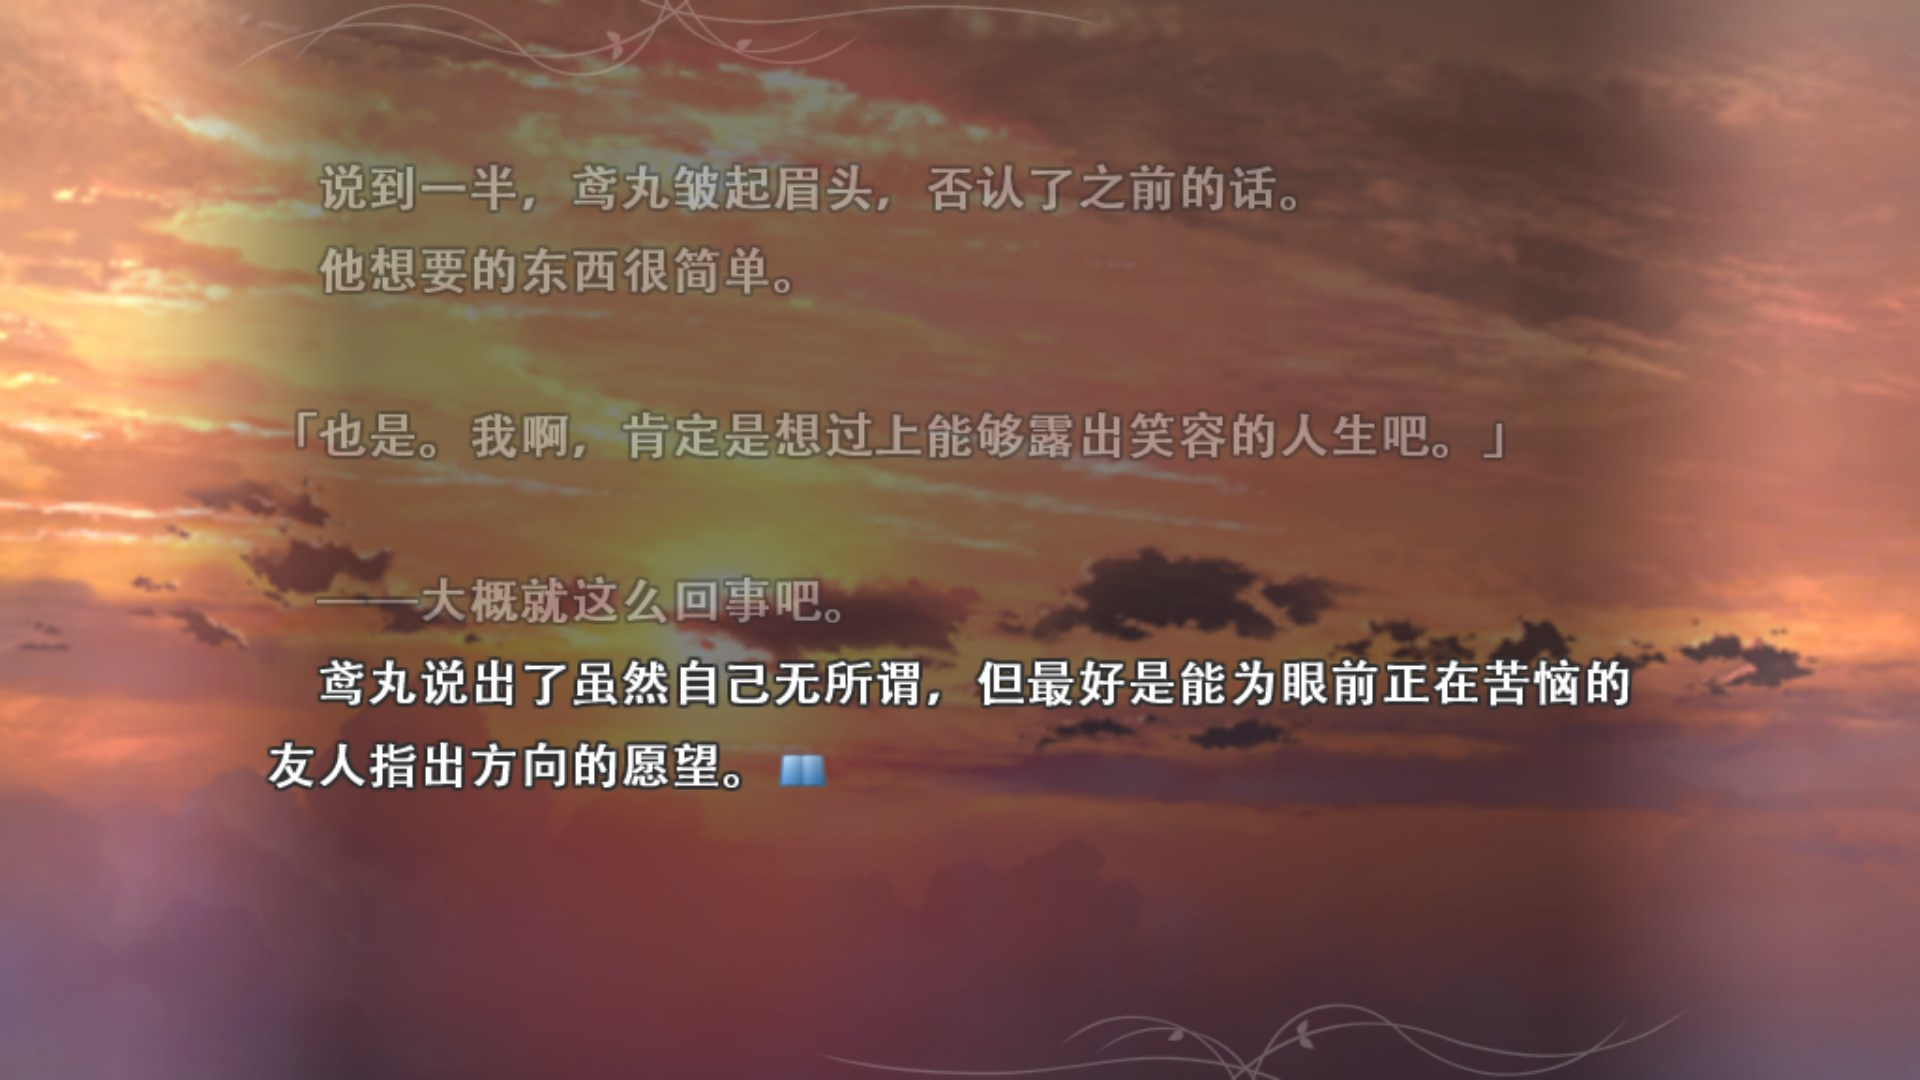 说到一半，鸢丸皱起眉头，否认了之前的话。
他想要的东西很简单。
「也是。我啊，肯定是想过上能够露出笑容的人生吧。」
——大概就这么回事吧。
鸢丸说出了虽然自己无所谓，但最好是能为眼前正在苦恼的
友人指出方向的愿望。